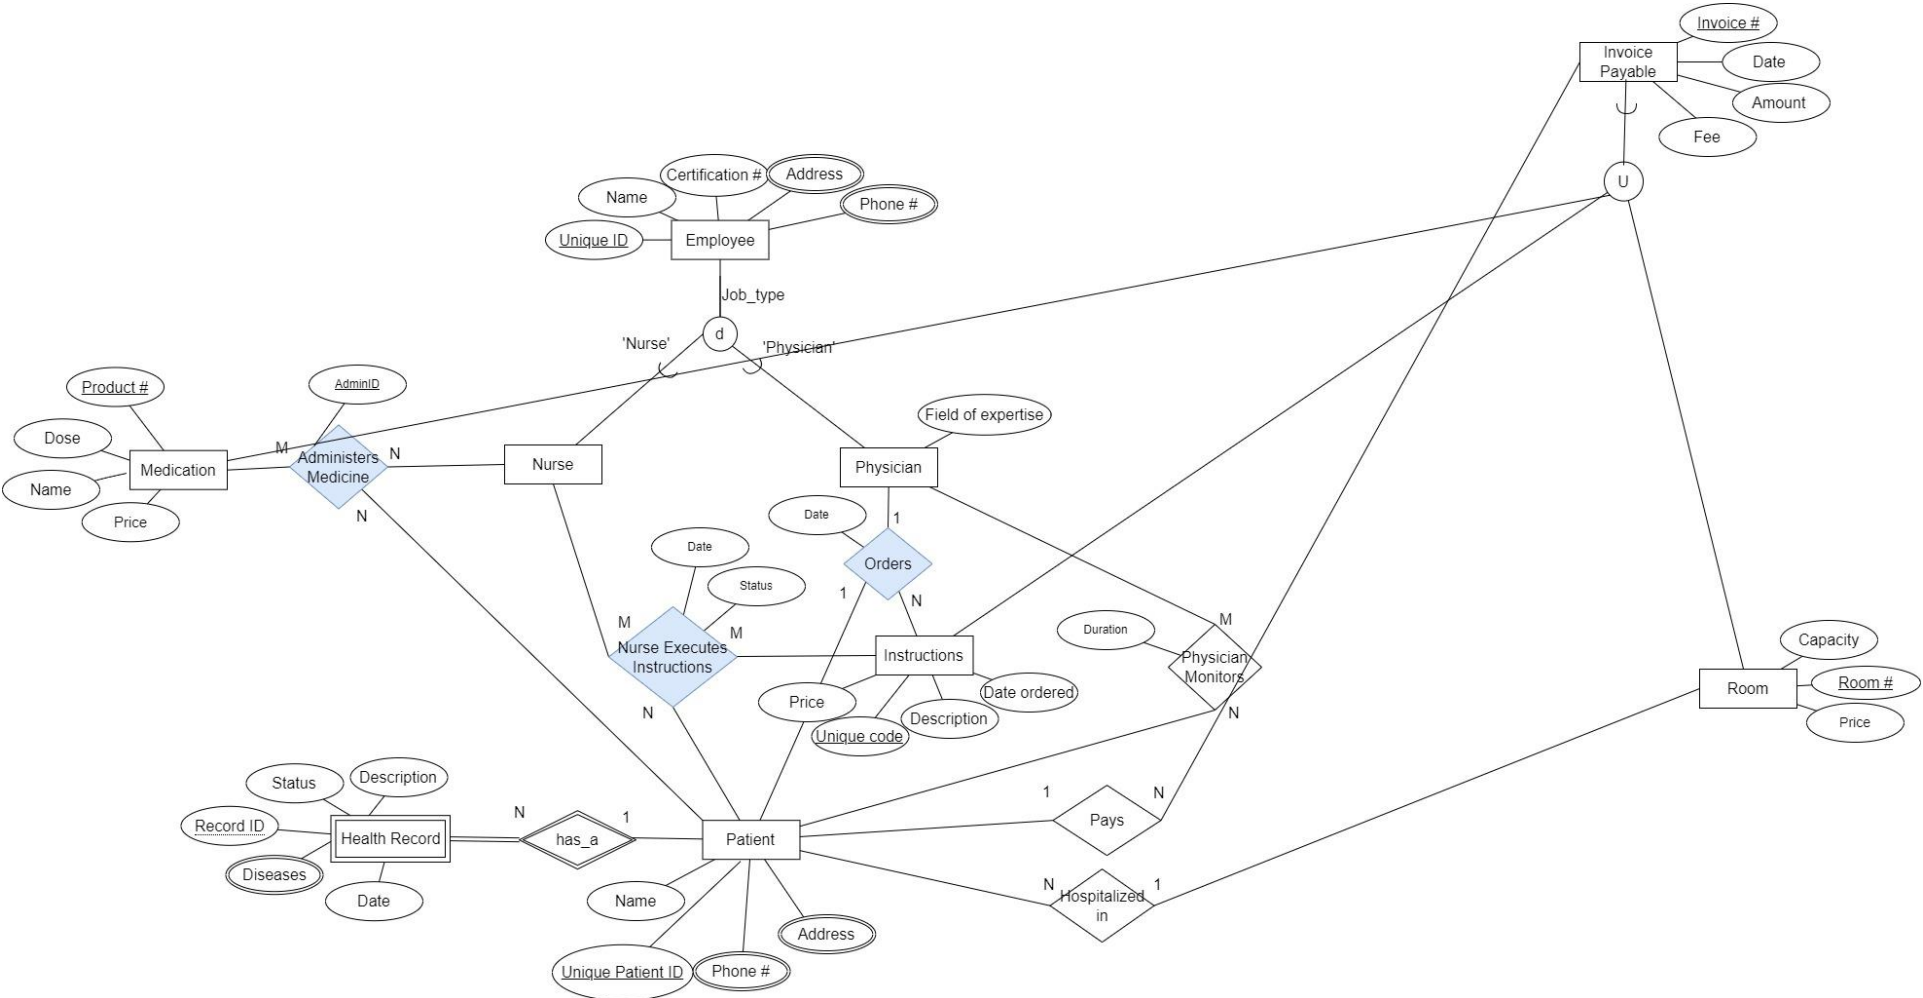 Invoice #
Invoice
Payable
Date
Amount
Fee
U
Certification #
Address
Name
Phone #
Unique ID
Employee
Job_type
d
'Nurse'
'Physician'
Product #
AdminID
Dose
M
Administers
Medicine
N
Medication
Name
Price
N
Nurse
Field of expertise
Physician
Date
1
Orders
1
N
Date
Status
M
M
Nurse Executes
Instructions
N
Instructions
Price
Unique code
Description
Date ordered
Duration
M
Physician
Monitors
N
Capacity
Room
Room #
Price
Status
Description
Record ID
Health Record
Diseases
Date
N
has_a
1
Patient
1
Pays
N
N
Hospitalized
in
1
Name
Address
Unique Patient ID
Phone #